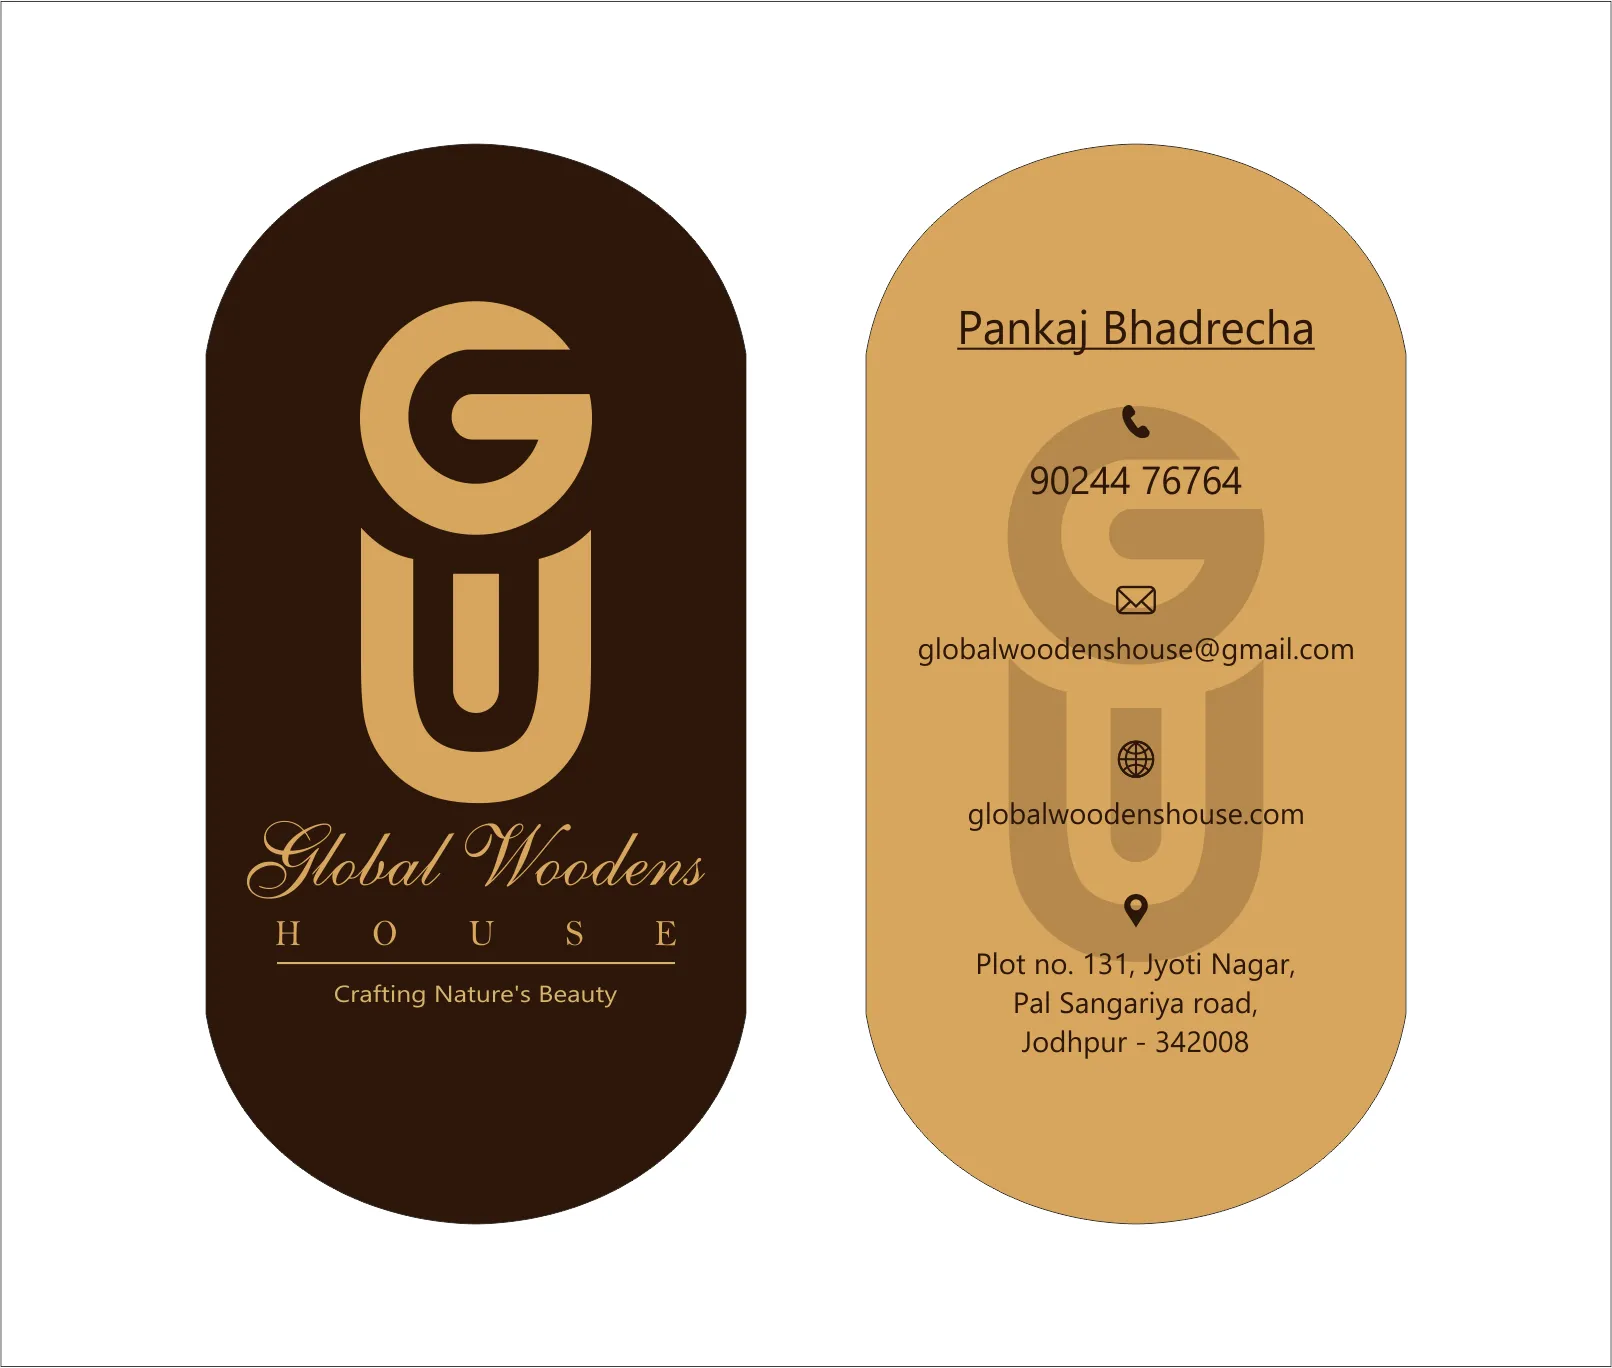 Global Woodens
HOUSE
Crafting Nature's Beauty
Pankaj Bhadrecha
90244 76764
globalwoodenshouse@gmail.com
globalwoodenshouse.com
Plot no. 131, Jyoti Nagar,
Pal Sangariya road,
Jodhpur - 342008